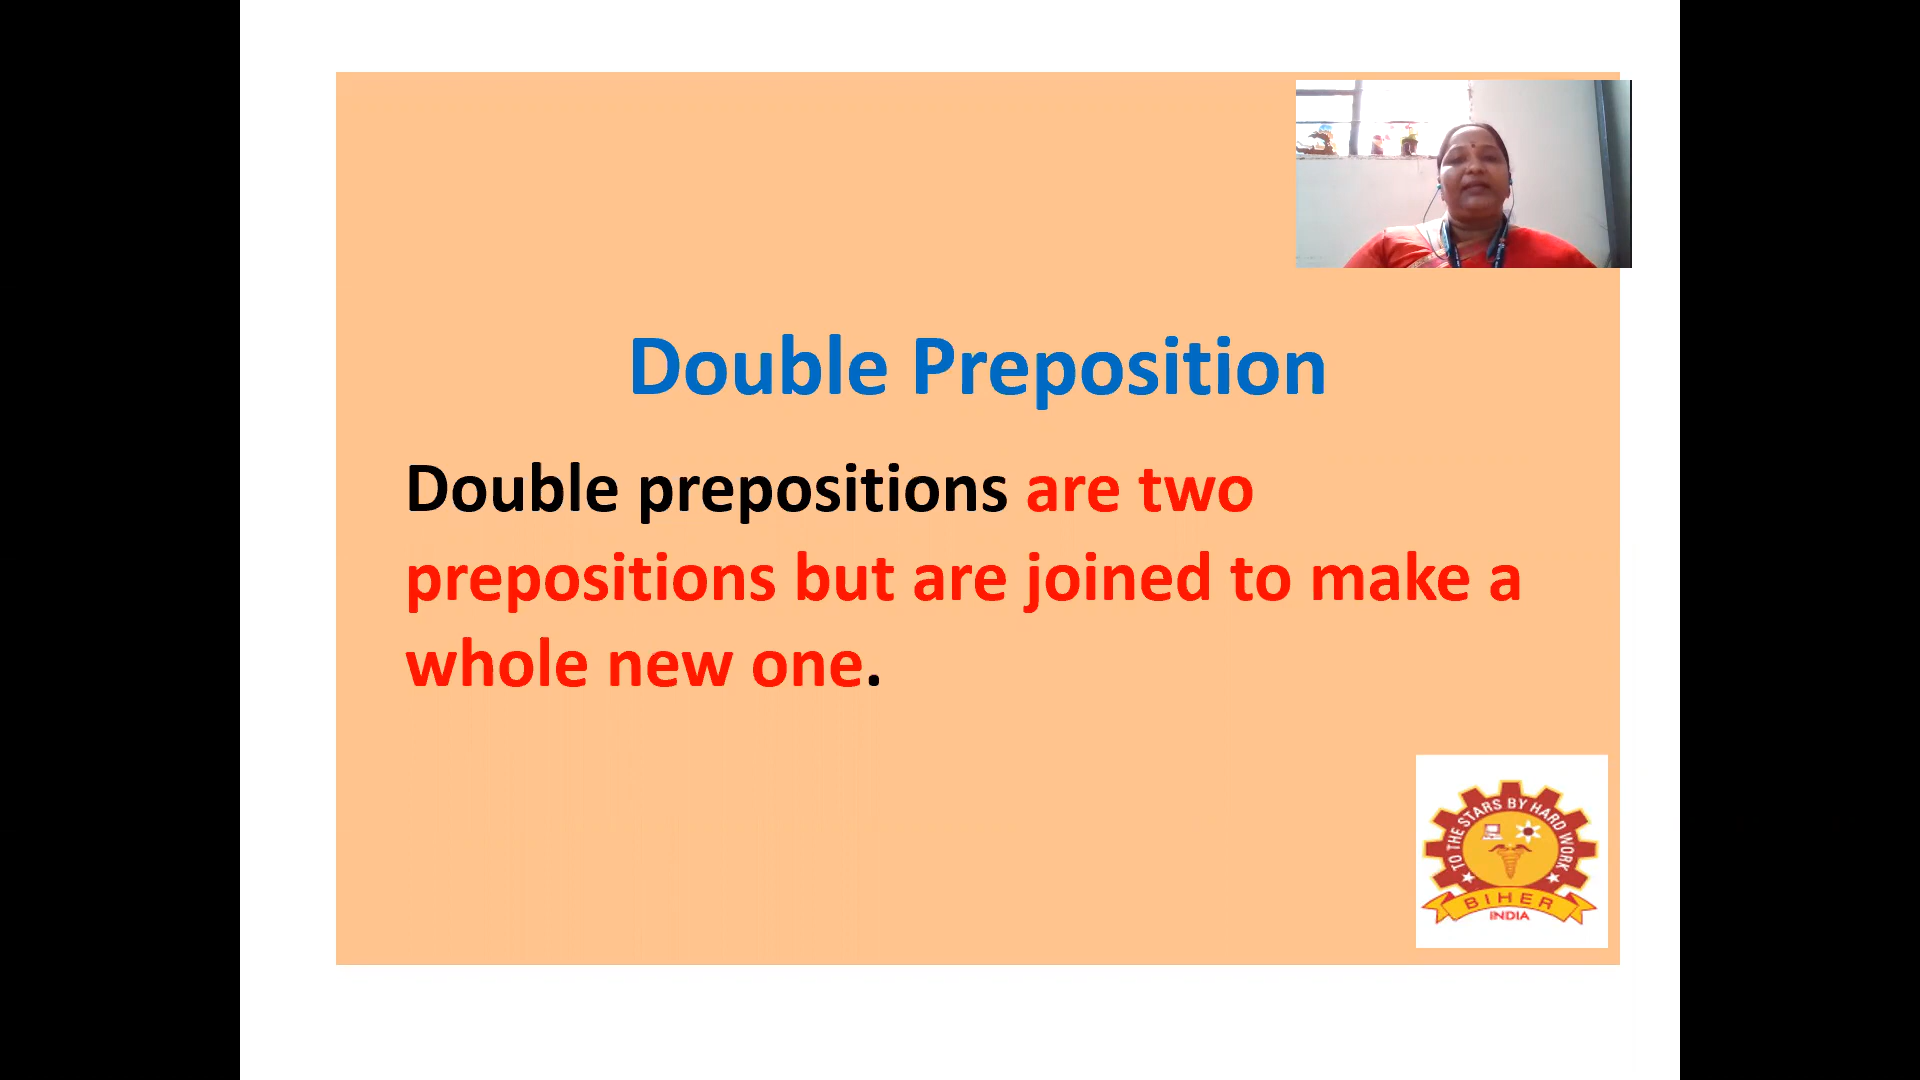 Double Preposition
Double prepositions are two
prepositions but are joined to make a
whole new one.
TO THE STARS BY HARD WORK
BIHER
INDIA